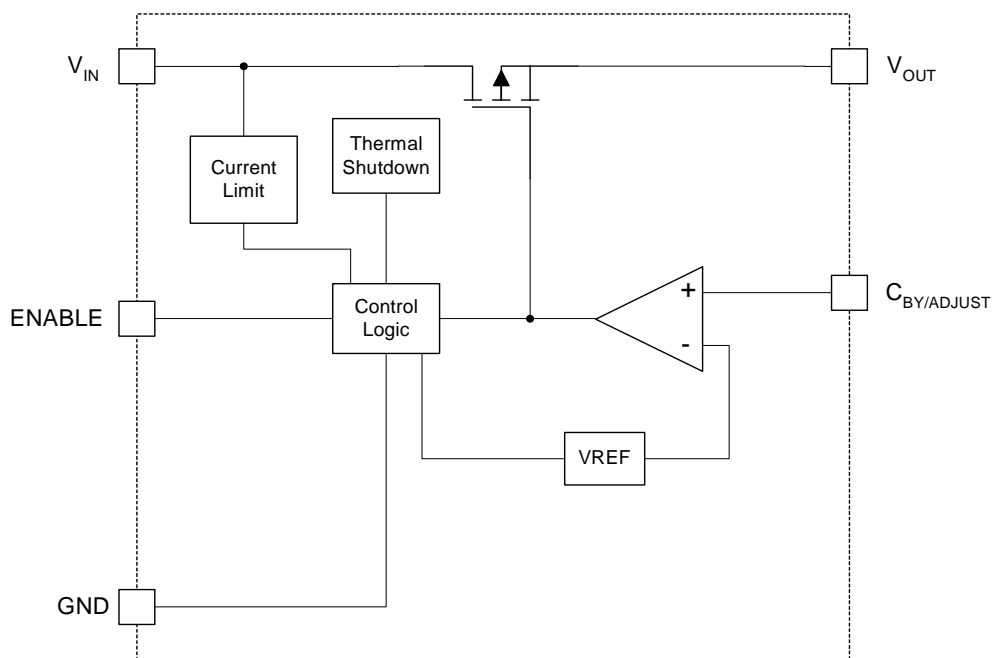 V_IN
V_OUT
Thermal
Shutdown
Current
Limit
ENABLE
Control
Logic
+
-
C_BY/ADJUST
VREF
GND